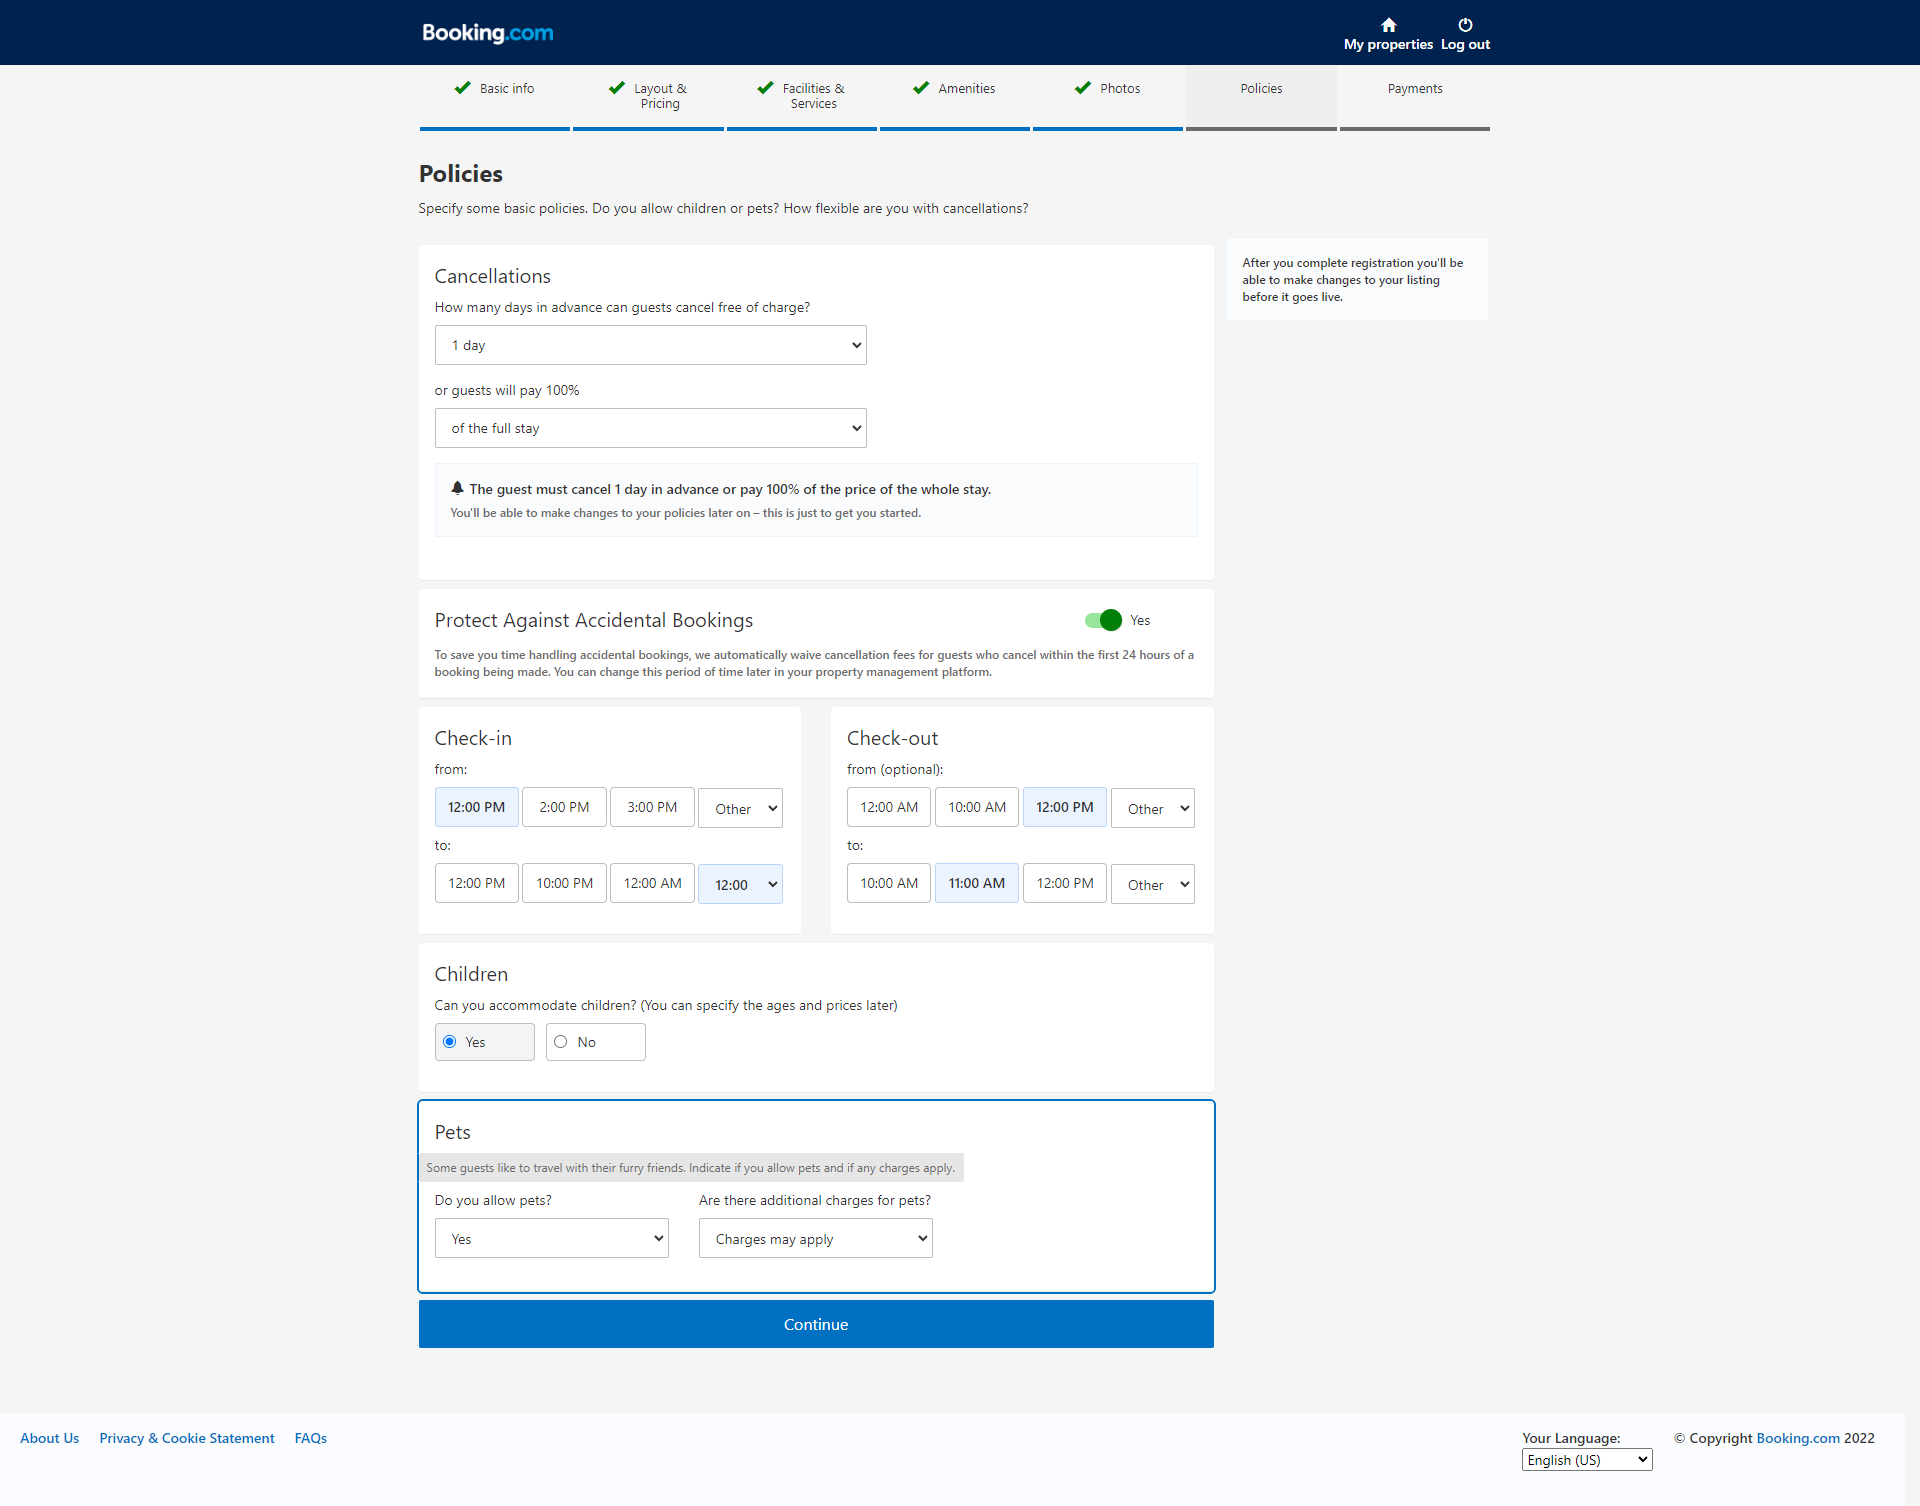 Booking.com
My properties
Log out
Basic info
Layout &
Pricing
Facilities &
Services
Amenities
Photos
Policies
Payments
Policies
Specify some basic policies. Do you allow children or pets? How flexible are you with cancellations?
After you complete registration you'll be
able to make changes to your listing
before it goes live.
Cancellations
How many days in advance can guests cancel free of charge?
1 day
or guests will pay 100%
of the full stay
The guest must cancel 1 day in advance or pay 100% of the price of the whole stay.
You'll be able to make changes to your policies later on – this is just to get you started.
Protect Against Accidental Bookings
Yes
To save you time handling accidental bookings, we automatically waive cancellation fees for guests who cancel within the first 24 hours of a
booking being made. You can change this period of time later in your property management platform.
Check-in
from:
12:00 PM
2:00 PM
3:00 PM
Other
to:
12:00 PM
10:00 PM
12:00 AM
12:00
Check-out
from (optional):
12:00 AM
10:00 AM
12:00 PM
Other
to:
10:00 AM
11:00 AM
12:00 PM
Other
Children
Can you accommodate children? (You can specify the ages and prices later)
Yes
No
Pets
Some guests like to travel with their furry friends. Indicate if you allow pets and if any charges apply.
Do you allow pets?
Are there additional charges for pets?
Yes
Charges may apply
Continue
About Us
Privacy & Cookie Statement
FAQs
Your Language:
English (US)
© Copyright Booking.com 2022